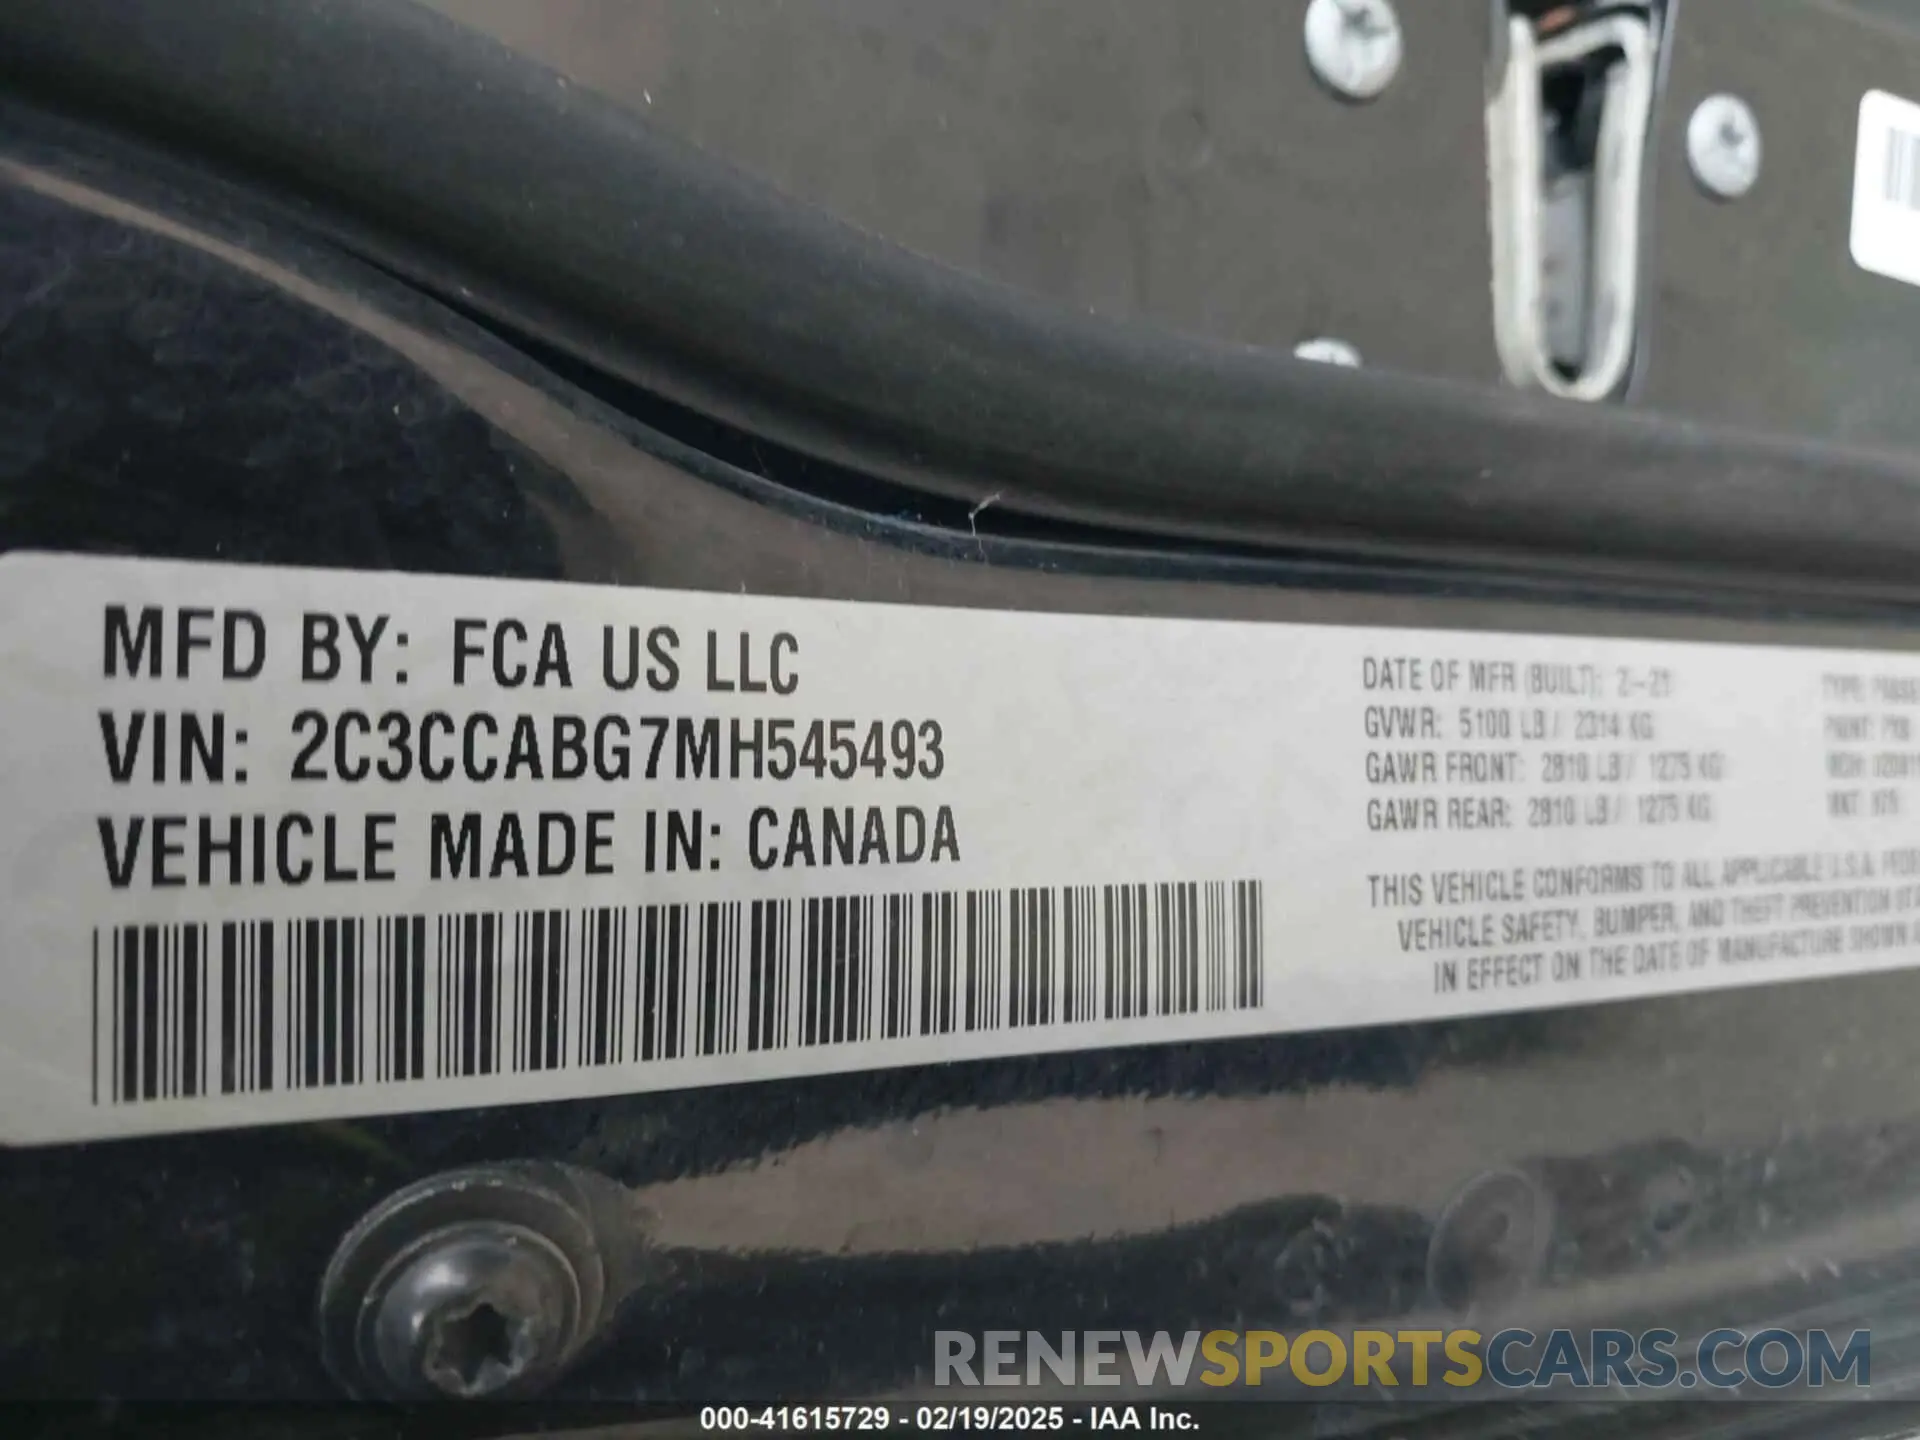 MFD BY: FCA US LLC
VIN: 2C3CCABG7MH545493
VEHICLE MADE IN: CANADA
DATE OF MFR (BUILT): 2-21
GVWR: 5100 LB / 2314 KG
GAWR FRONT: 2810 LB / 1275 KG
GAWR REAR: 2810 LB / 1275 KG
THIS VEHICLE CONFORMS TO ALL APPLICABLE U.S.A.
VEHICLE SAFETY, BUMPER, AND THEFT PREVENTION
IN EFFECT ON THE DATE OF MANUFACTURE SHOWN
TYPE:
PAINT:
RENEWSPORTSCARS.COM
000-41615729 - 02/19/2025 - IAA Inc.